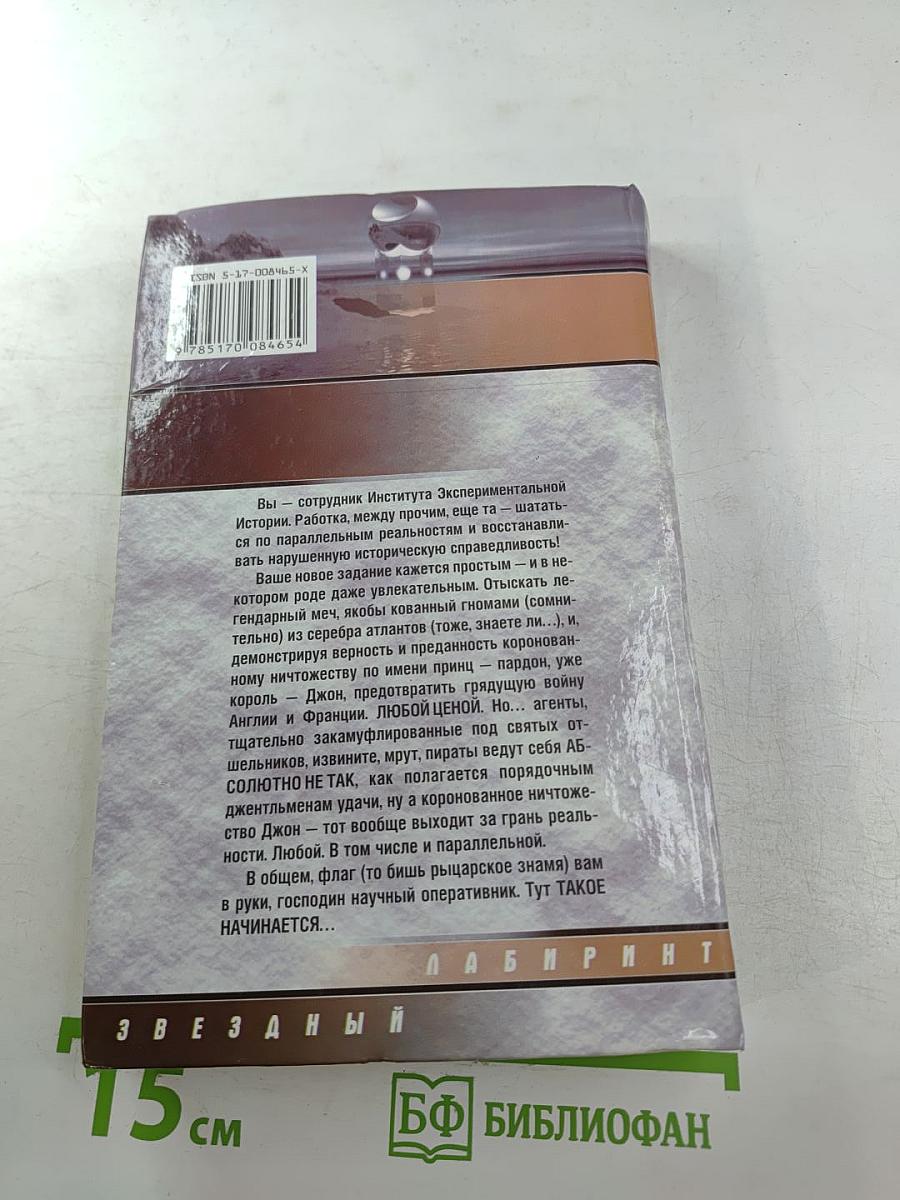 ISBN 5-17-008465-X
9 785170 084654
Вы — сотрудник Института Экспериментальной
Истории. Работка, между прочим, еще та — шатать-
ся по параллельным реальностям и восстанавли-
вать нарушенную историческую справедливость!
Ваше новое задание кажется простым — и в не-
котором роде даже увлекательным. Отыскать ле-
гендарный меч, якобы кованный гномами (сомни-
тельно) из серебра атлантов (тоже, знаете ли...), и,
демонстрируя верность и преданность коронован-
ному ничтожеству по имени принц — пардон, уже
король — Джон, предотвратить грядущую войну
Англии и Франции. ЛЮБОЙ ЦЕНОЙ. Но... агенты,
тщательно закамуфлированные под святых от-
шельников, извините, мрут, пираты ведут себя АБ-
СОЛЮТНО НЕ ТАК, как полагается порядочным
джентльменам удачи, ну а коронованное ничтоже-
ство Джон — тот вообще выходит за грань реаль-
ности. Любой. В том числе и параллельной.
В общем, флаг (то бишь рыцарское знамя) вам
в руки, господин научный оперативник. Тут ТАКОЕ
НАЧИНАЕТСЯ...
ЛАБИРИНТ
ЗВЕЗДНЫЙ
15 см
БФ БИБЛИОФАН